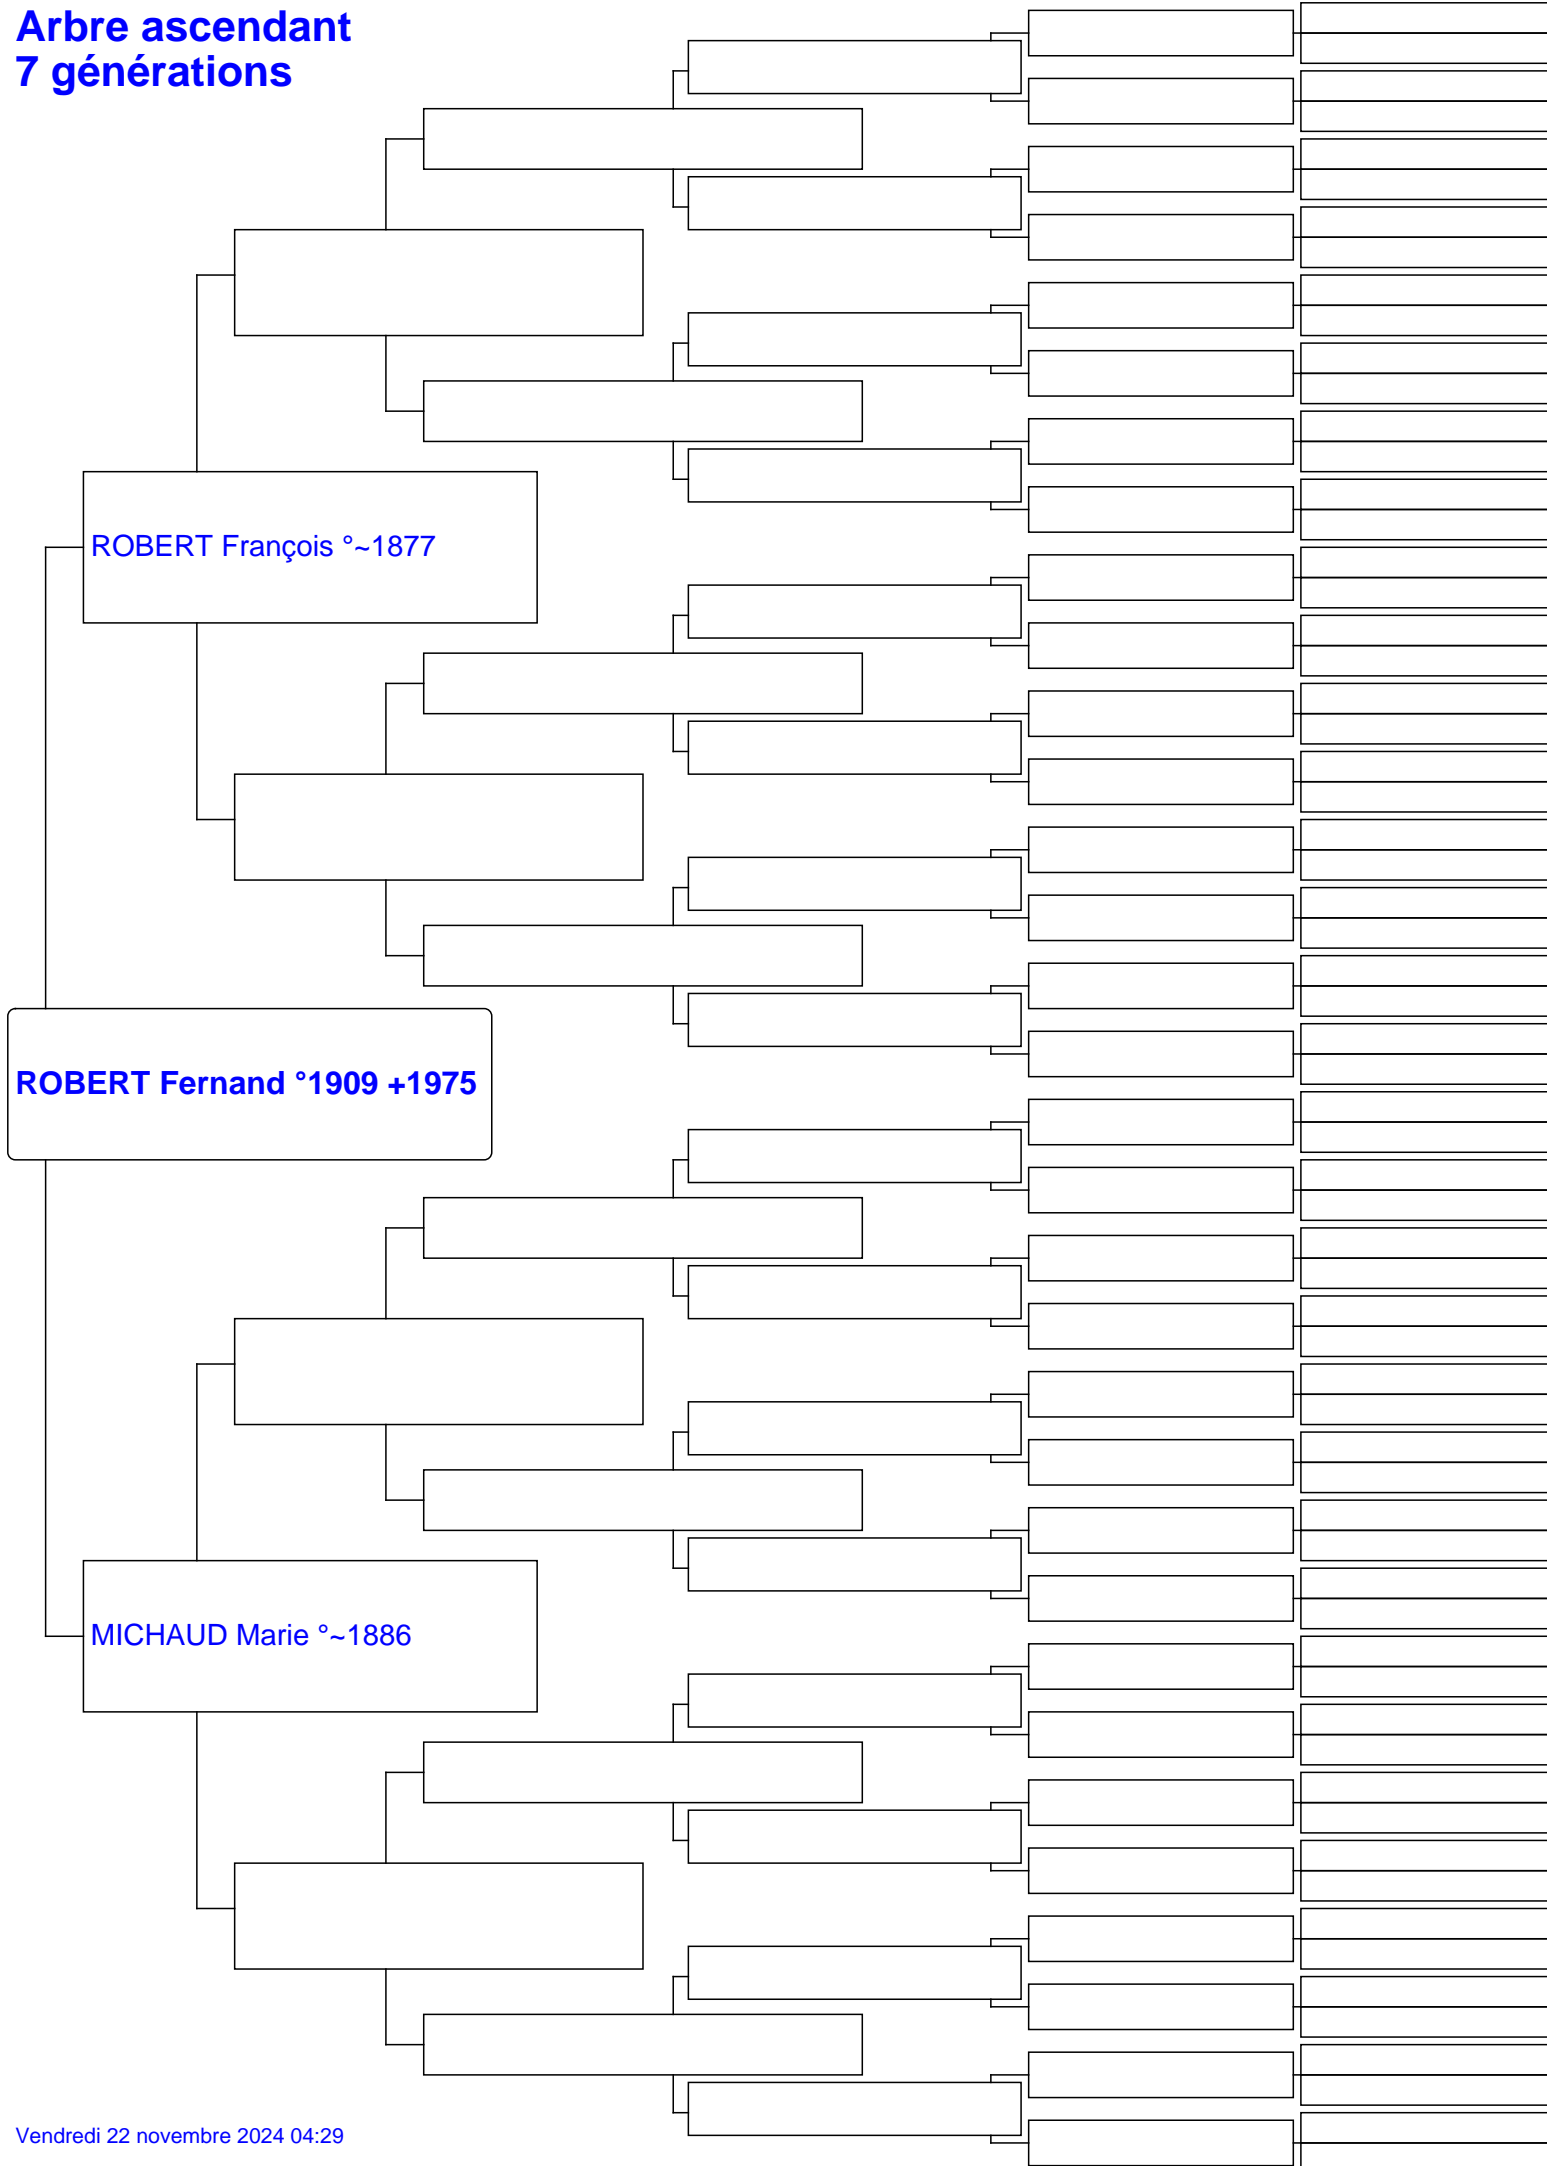 Arbre ascendant
7 générations
ROBERT François °~1877
ROBERT Fernand °1909 +1975
MICHAUD Marie °~1886
Vendredi 22 novembre 2024 04:29